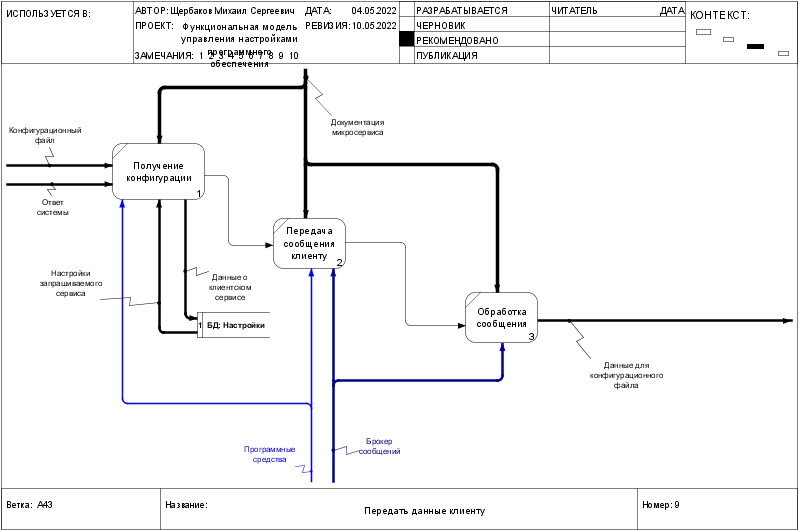 ИСПОЛЬЗУЕТСЯ В:
АВТОР: Щербаков Михаил Сергеевич
ДАТА: 04.05.2022
ПРОЕКТ: Функциональная модель
управления настройками
программного
обеспечения
РЕВИЗИЯ: 10.05.2022
ЗАМЕЧАНИЯ: 1 2 3 4 5 6 7 8 9 10
РАЗРАБАТЫВАЕТСЯ
ЧЕРНОВИК
РЕКОМЕНДОВАНО
ПУБЛИКАЦИЯ
ЧИТАТЕЛЬ
ДАТА
КОНТЕКСТ:
Документация
микросервиса
Конфигурационный
файл
Ответ
системы
Получение
конфигурации
1
Передача
сообщения
клиенту
2
Настройки
запрашиваемого
сервиса
Данные о
клиентском
сервисе
1 БД: Настройки
Обработка
сообщения
3
Данные для
конфигурационного
файла
Программные
средства
Брокер
сообщений
Ветка: A43
Название:
Передать данные клиенту
Номер: 9